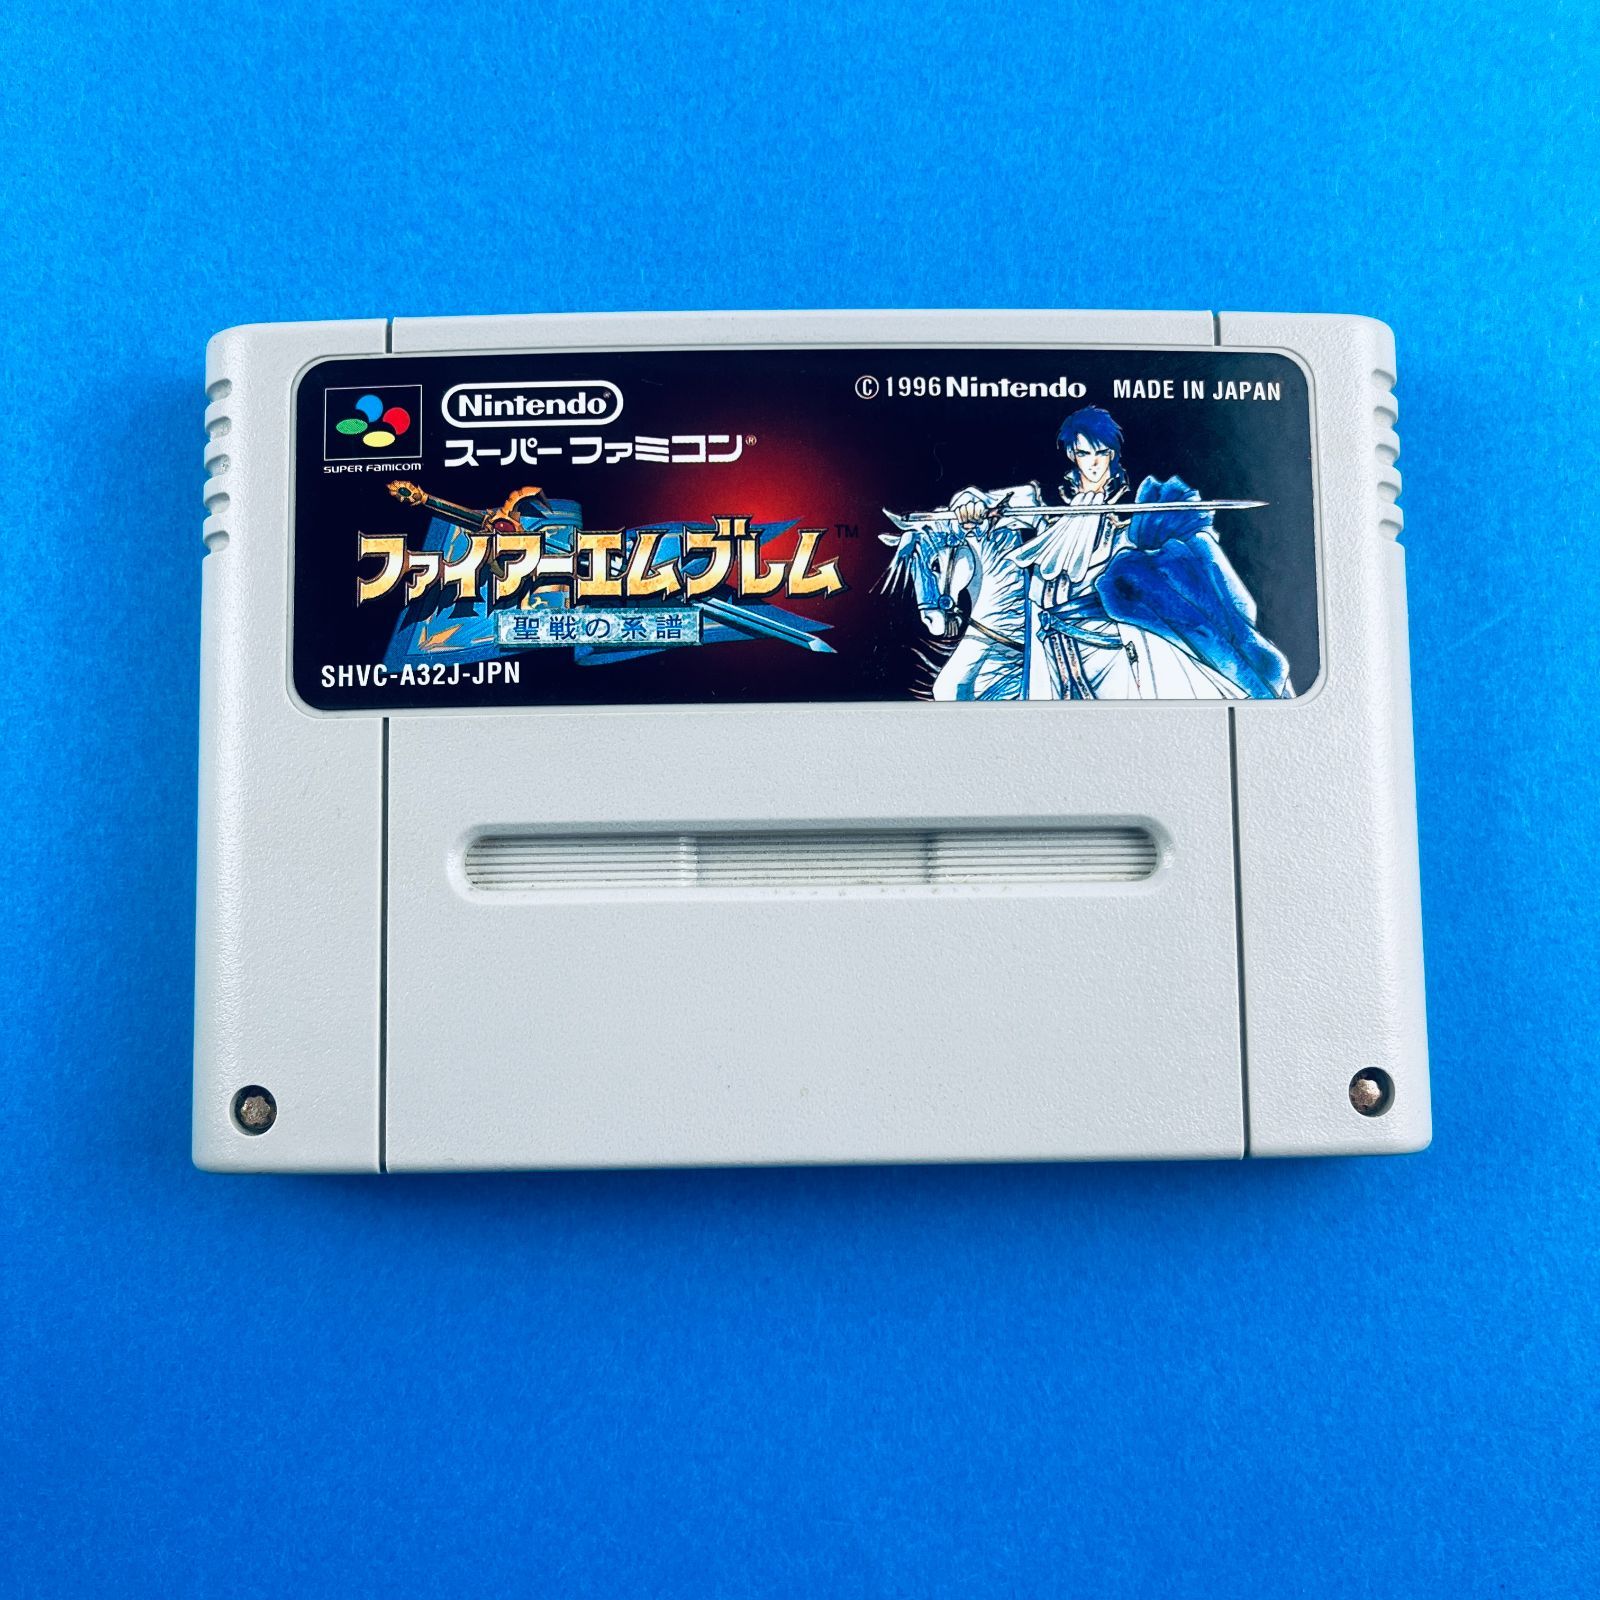 SUPER FAMICOM
Nintendo®
スーパーファミコン®
© 1996 Nintendo MADE IN JAPAN
ファイアーエムブレム™
聖戦の系譜
SHVC-A32J-JPN